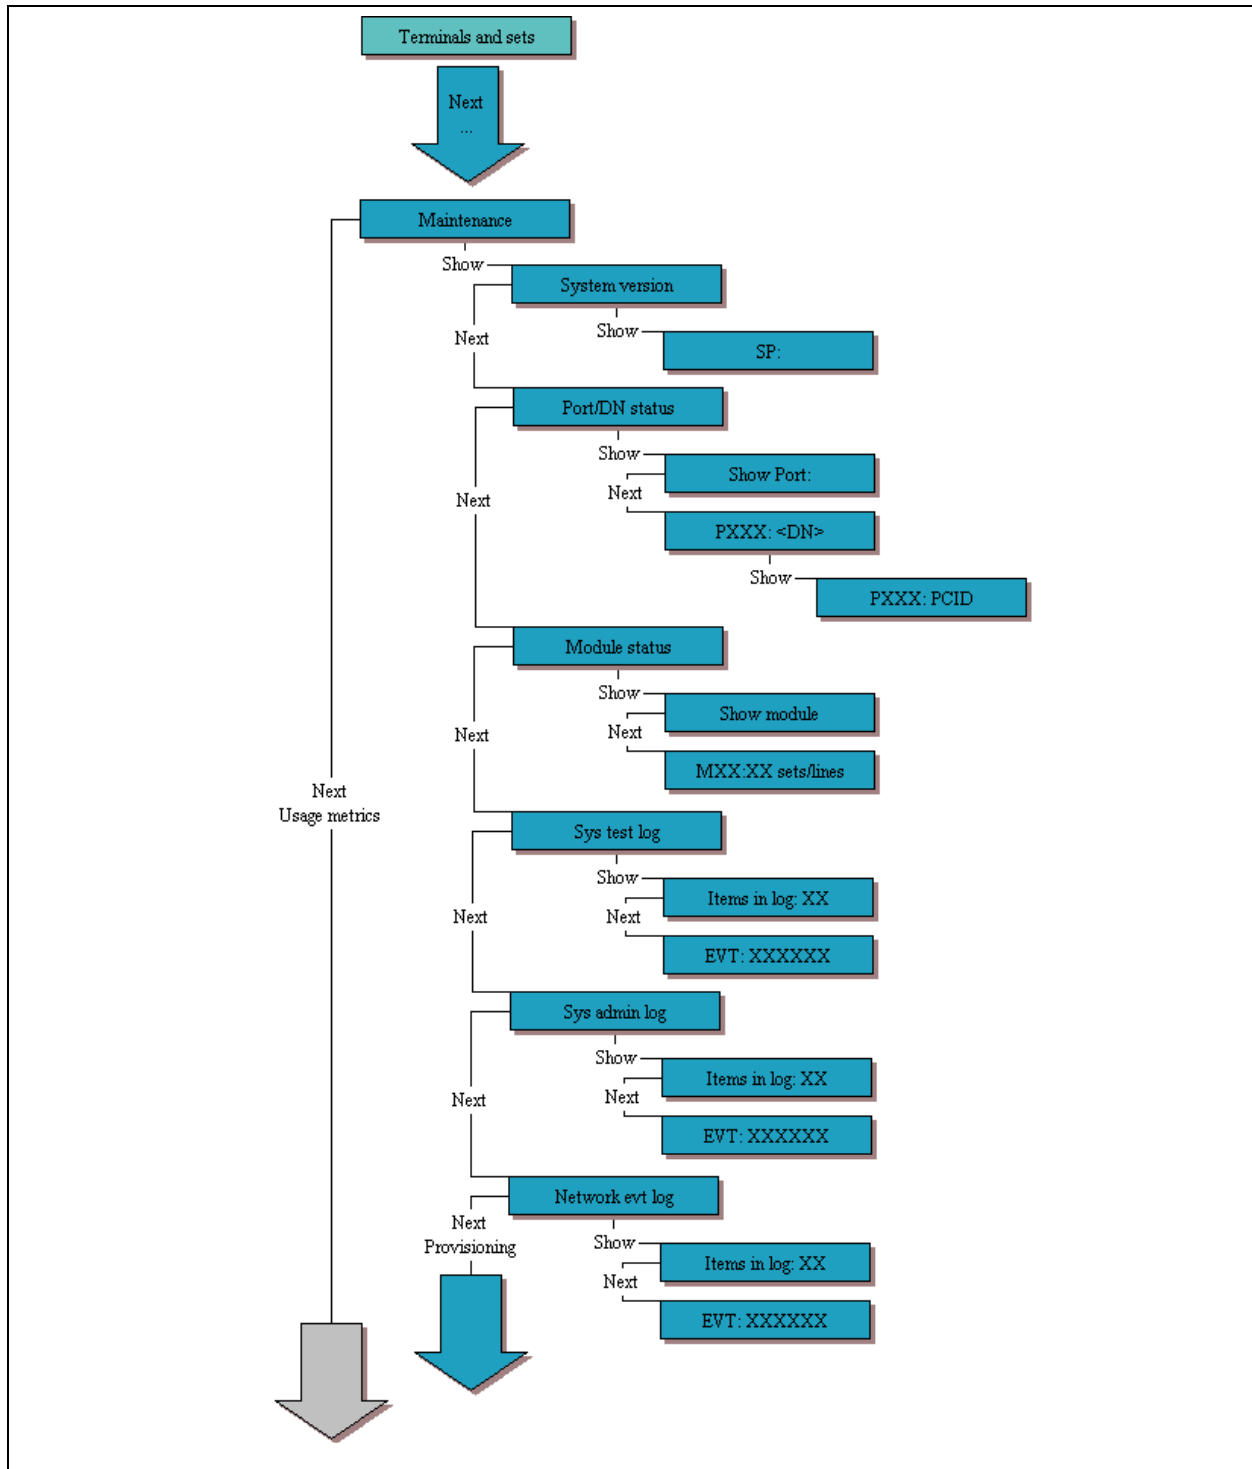 Terminals and sets
Next
...
Maintenance
Show
System version
Show
Next
SP:
Port/DN status
Show
Show Port:
Next
Next
PXXX: <DN>
Show
PXXX: PCID
Module status
Show
Show module
Next
Next
MXX:XX sets/lines
Next
Usage metrics
Sys test log
Show
Items in log: XX
Next
Next
EVT: XXXXXX
Sys admin log
Show
Items in log: XX
Next
Next
EVT: XXXXXX
Network evt log
Next
Provisioning
Show
Items in log: XX
Next
EVT: XXXXXX